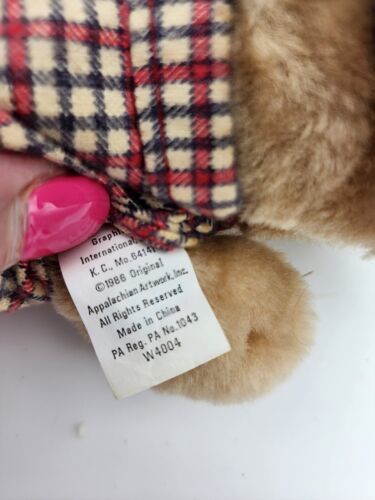 Graphi
International,
K. C., Mo. 6414
©1986 Original
Appalachian Artwork, Inc.
All Rights Reserved
Made in China
PA Reg. PA No. 1043
W4004